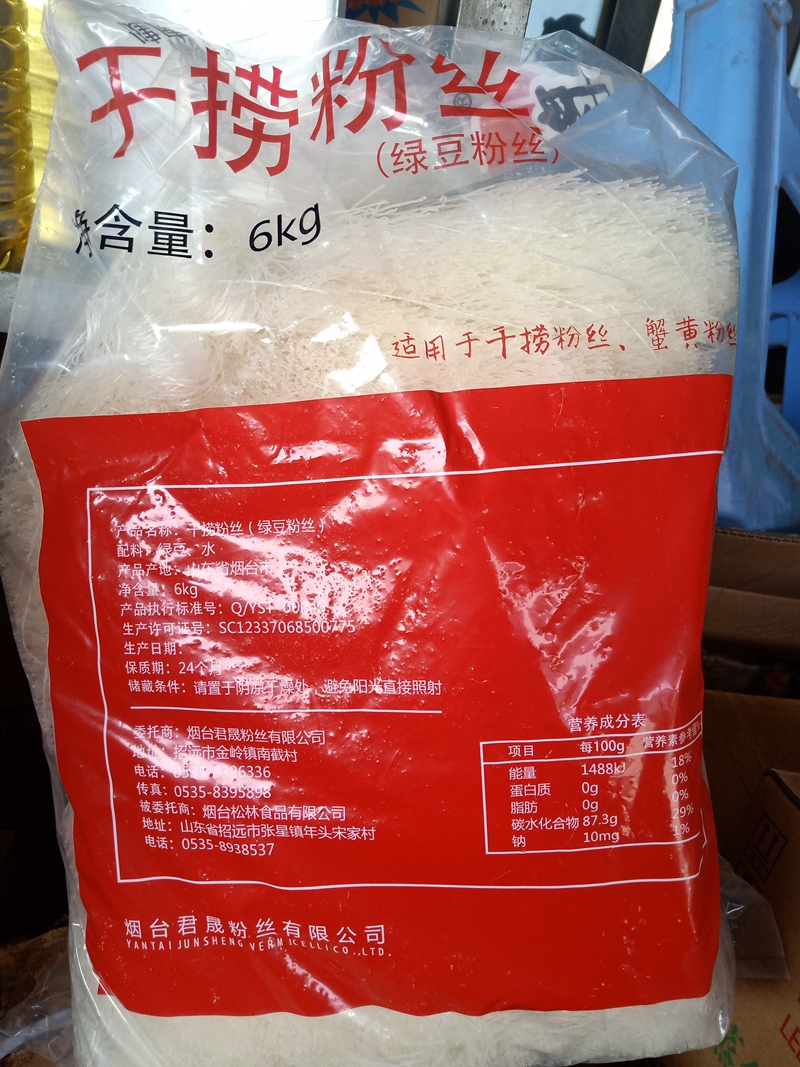 干捞粉丝
(绿豆粉丝)
净含量：6kg
适用于干捞粉丝、蟹黄粉丝
产品名称：干捞粉丝（绿豆粉丝）
配料：绿豆、水
产品产地：山东省烟台市
净含量：6kg
产品执行标准号：Q/YST
生产许可证号：SC12337068500775
生产日期：
保质期：24个月
储藏条件：请置于阴凉干燥处，避免阳光直接照射
委托商：烟台君晟粉丝有限公司
地址：招远市金岭镇南截村
电话：
传真：0535-8395898
被委托商：烟台松林食品有限公司
地址：山东省招远市张星镇年头宋家村
电话：0535-8938537
营养成分表
项目 每100g 营养素参考值%
能量 1488kJ 18%
蛋白质 0g 0%
脂肪 0g 0%
碳水化合物 87.3g 29%
钠 10mg 1%
烟台君晟粉丝有限公司
YANTAI JUNSHENG VERMICELLI CO.,LTD.